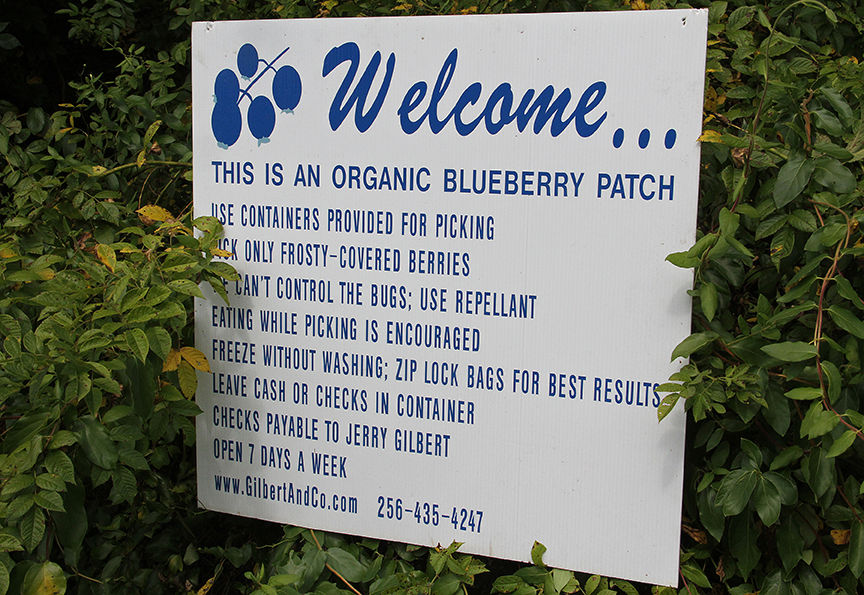 Welcome...
THIS IS AN ORGANIC BLUEBERRY PATCH
USE CONTAINERS PROVIDED FOR PICKING
PICK ONLY FROSTY-COVERED BERRIES
WE CAN'T CONTROL THE BUGS; USE REPELLANT
EATING WHILE PICKING IS ENCOURAGED
FREEZE WITHOUT WASHING; ZIP LOCK BAGS FOR BEST RESULTS
LEAVE CASH OR CHECKS IN CONTAINER
CHECKS PAYABLE TO JERRY GILBERT
OPEN 7 DAYS A WEEK
www.GilbertAndCo.com 256-435-4247